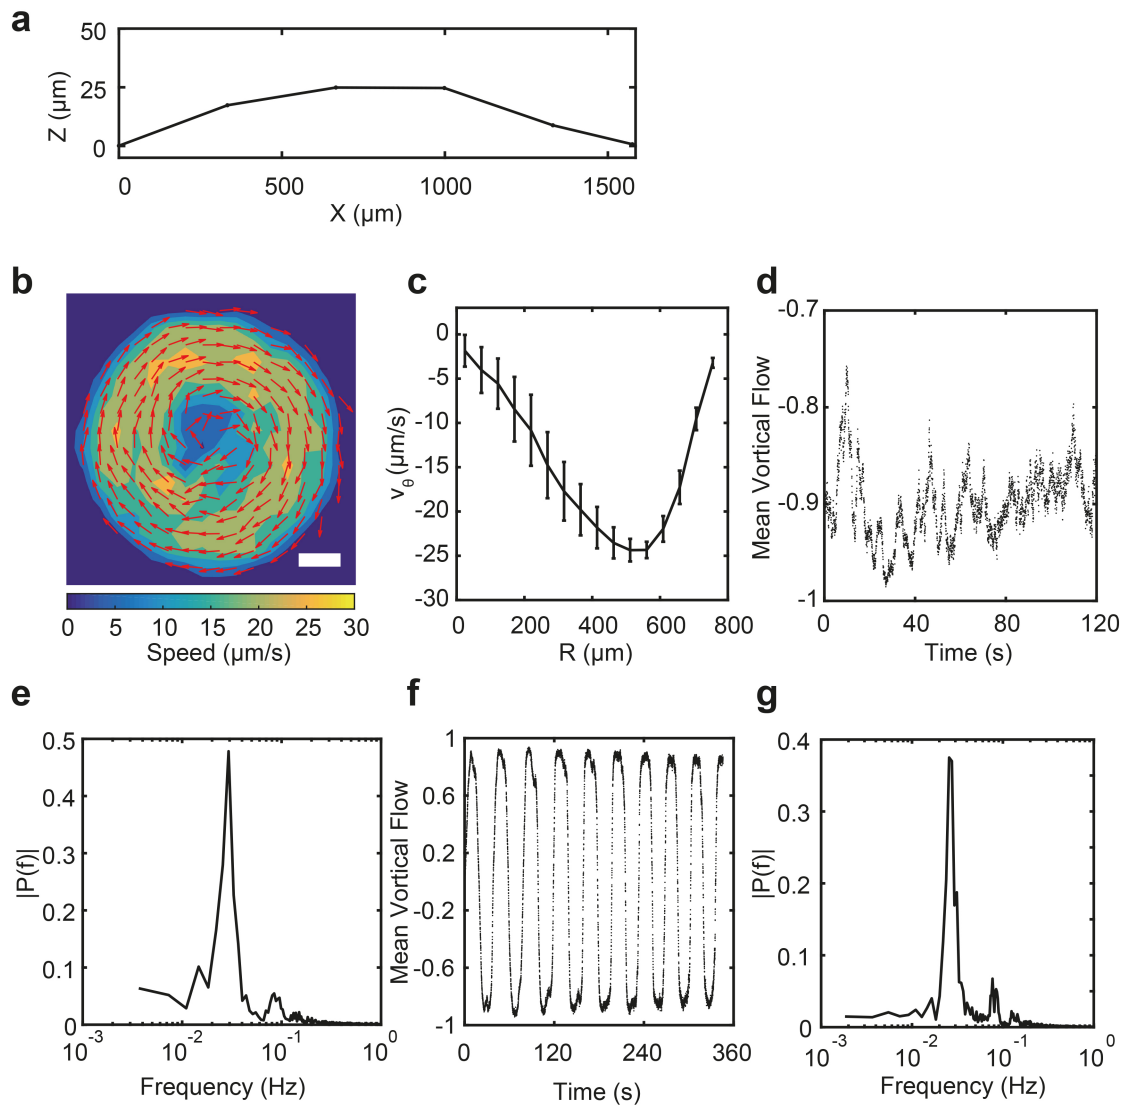 a
50
25
0
Z (µm)
0 500 1000 1500
X (µm)
b
0 5 10 15 20 25 30
Speed (µm/s)
c
0
-5
-10
-15
-20
-25
-30
vθ (µm/s)
0 200 400 600 800
R (µm)
d
-0.7
-0.8
-0.9
-1
Mean Vortical Flow
0 40 80 120
Time (s)
e
0.5
0.4
0.3
0.2
0.1
0
|P(f)|
10-3 10-2 10-1 100
Frequency (Hz)
f
1
0.6
0.2
-0.2
-0.6
-1
Mean Vortical Flow
0 120 240 360
Time (s)
g
0.4
0.3
0.2
0.1
0
|P(f)|
10-3 10-2 10-1 100
Frequency (Hz)